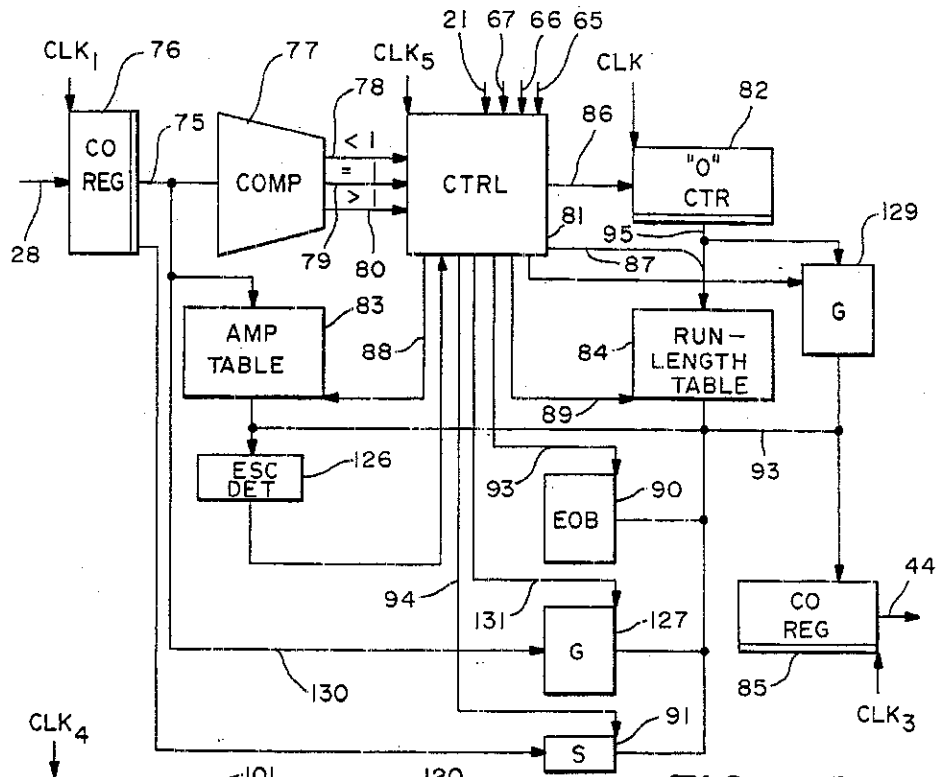 21 67 66 65
CLK1 76 77 CLK5 CLK
75 78 86 82
CO
REG
COMP
< 1
= 1
> 1
CTRL
"0"
CTR
28 79 80 81 95 129
87
83
AMP
TABLE
88 84
RUN-
LENGTH
TABLE
G
89 93
ESC
DET
126 93 90
EOB
94 131 127
G
CO
REG
44
130 85
CLK3
CLK4 91
S